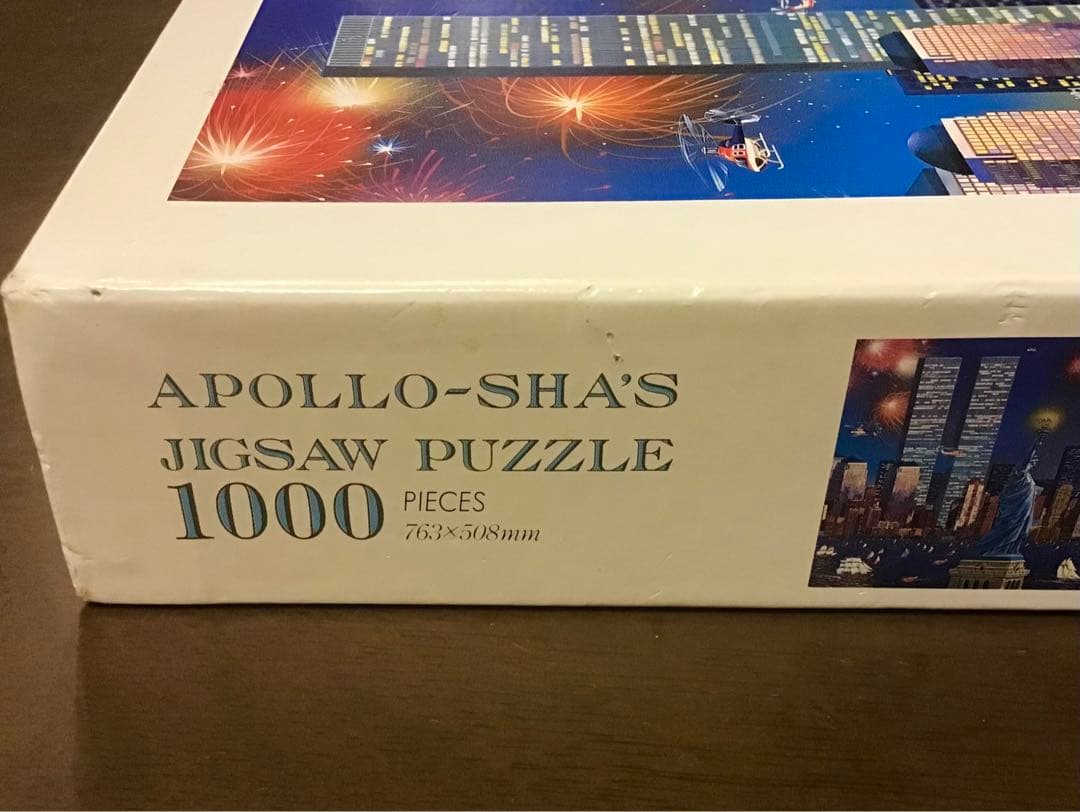 APOLLO-SHA'S
JIGSAW PUZZLE
1000 PIECES
763×508mm